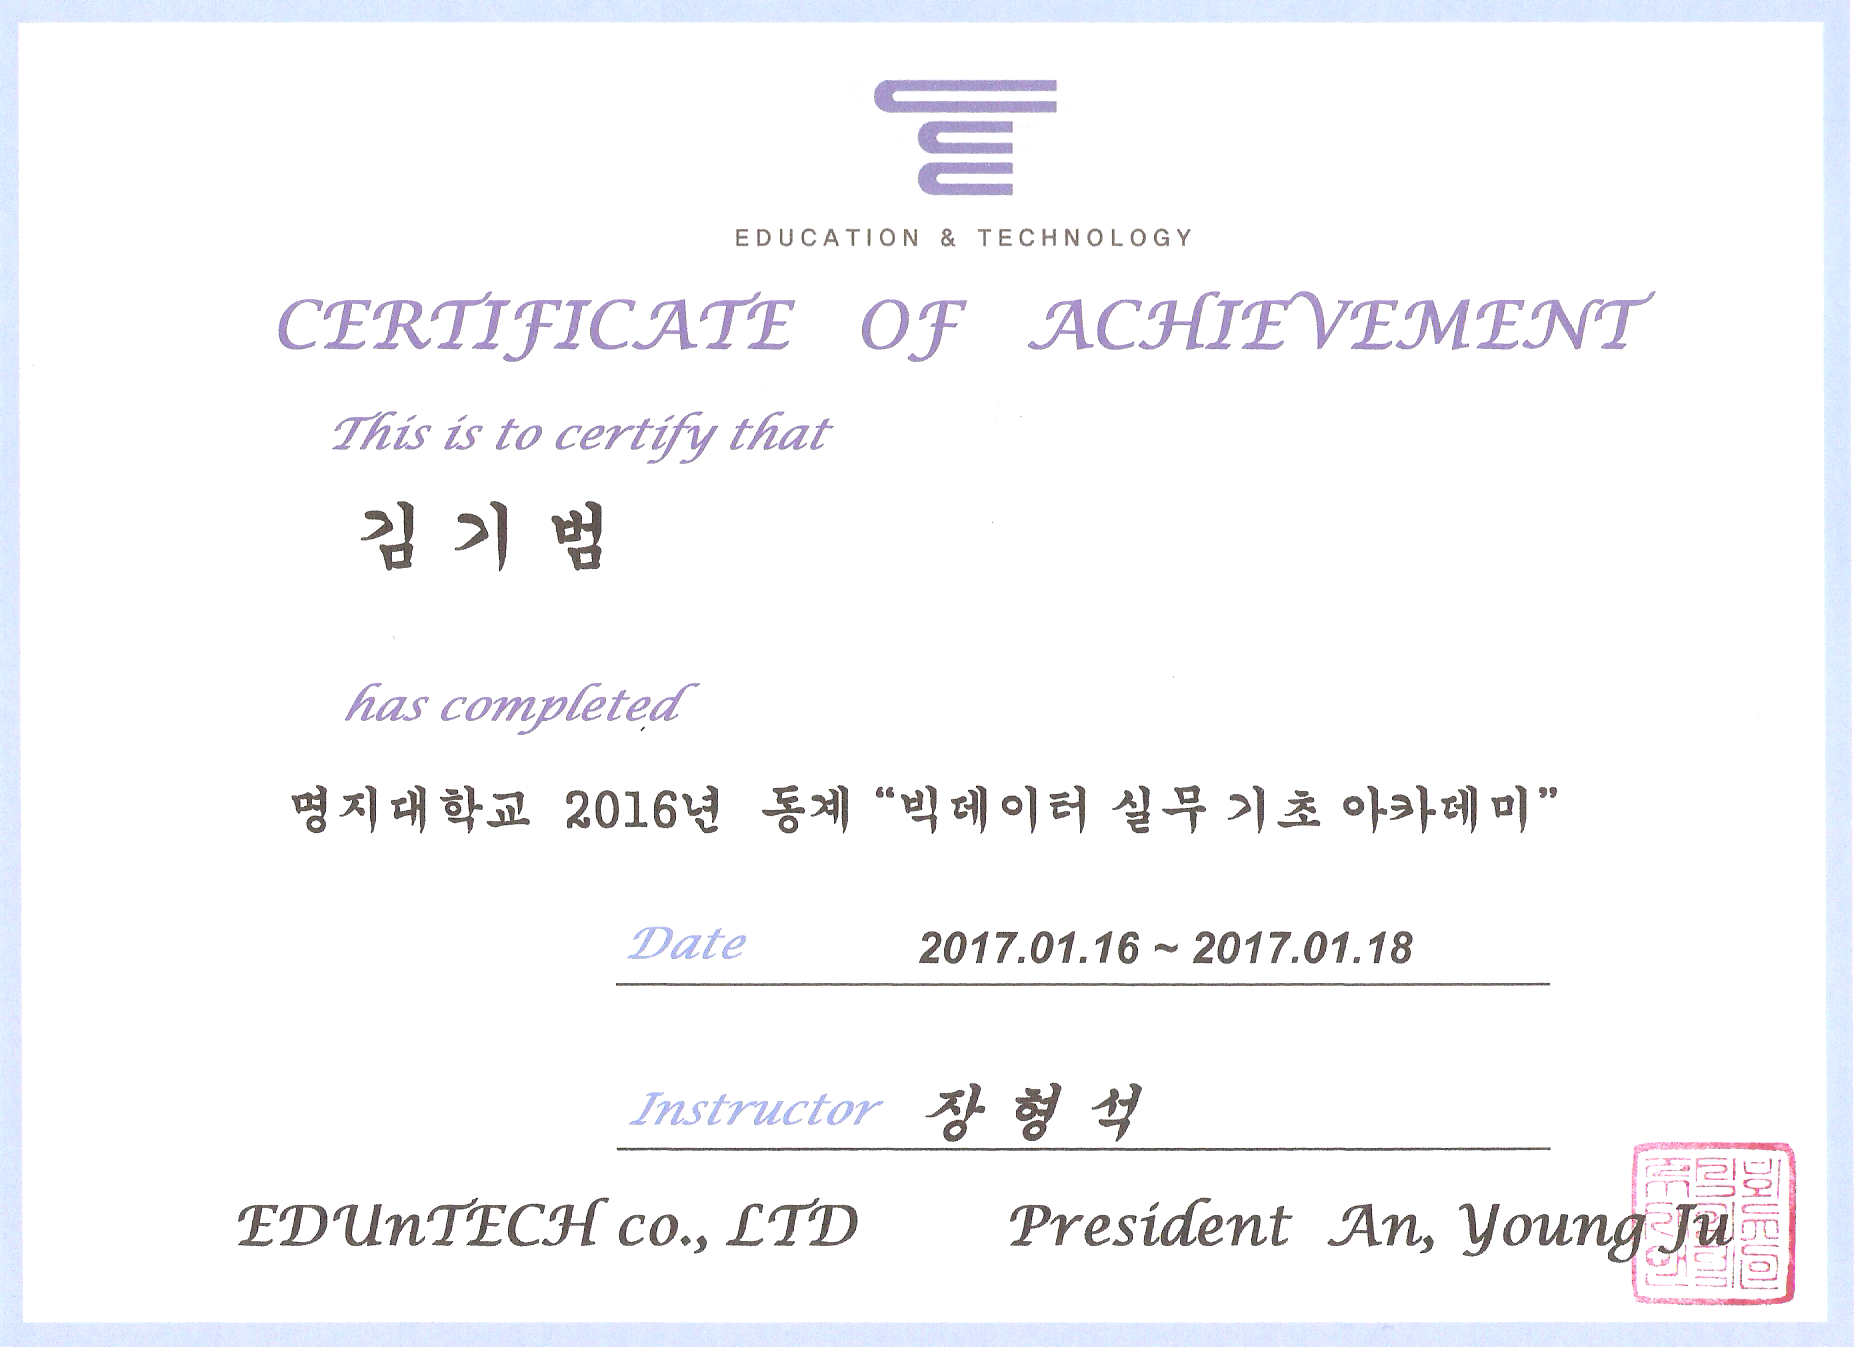 EDUCATION & TECHNOLOGY
CERTIFICATE OF ACHIEVEMENT
This is to certify that
김 기 범
has completed
명지대학교 2016년 동계 “빅데이터 실무 기초 아카데미”
Date 2017.01.16 ~ 2017.01.18
Instructor 장 형 석
EDUnTECH co., LTD President An, Young Ju